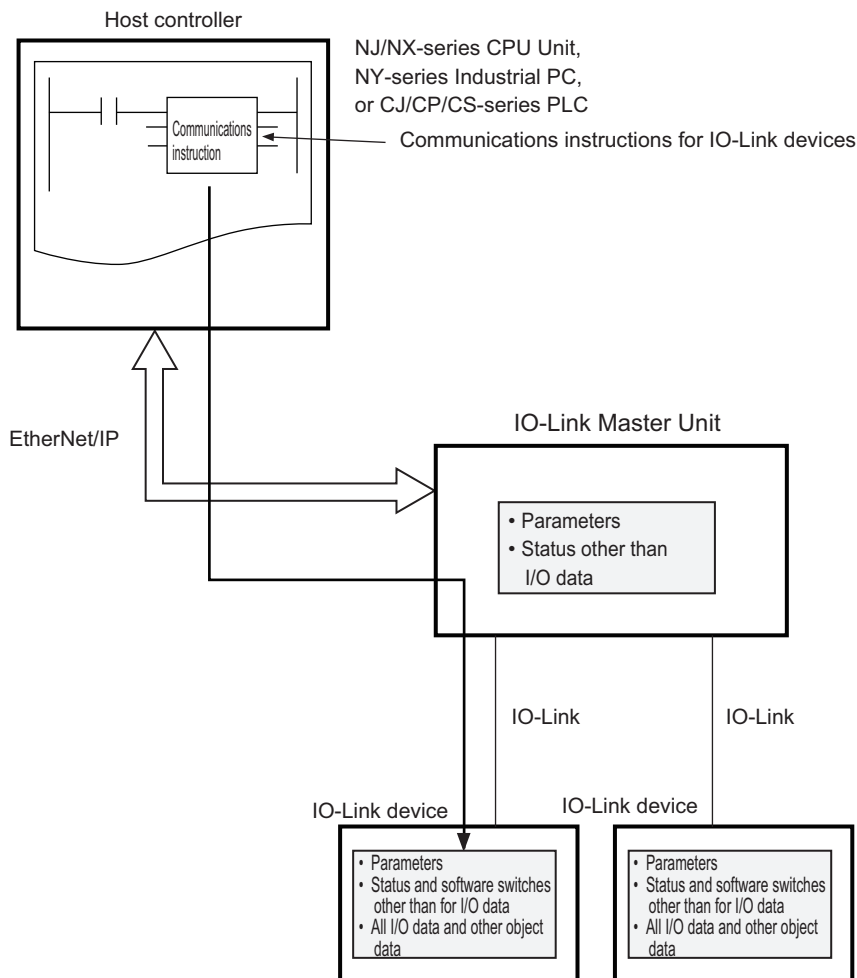 Host controller
NJ/NX-series CPU Unit,
NY-series Industrial PC,
or CJ/CP/CS-series PLC
Communications
instruction
Communications instructions for IO-Link devices
EtherNet/IP
IO-Link Master Unit
• Parameters
• Status other than
I/O data
IO-Link
IO-Link
IO-Link device
• Parameters
• Status and software switches
other than for I/O data
• All I/O data and other object
data
IO-Link device
• Parameters
• Status and software switches
other than for I/O data
• All I/O data and other object
data